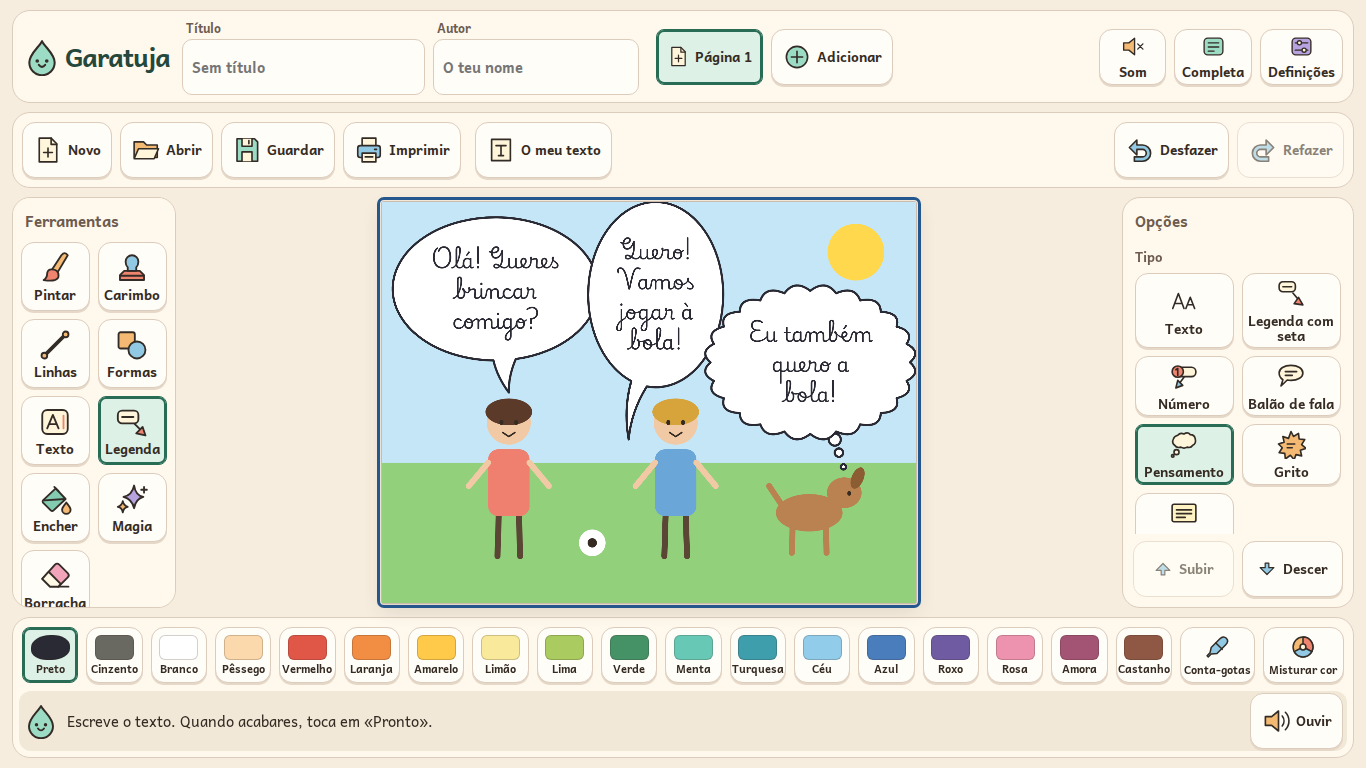 Garatuja
Título
Sem título
Autor
O teu nome
Página 1
Adicionar
Som
Completa
Definições
Novo
Abrir
Guardar
Imprimir
O meu texto
Desfazer
Refazer
Ferramentas
Pintar
Carimbo
Linhas
Formas
Texto
Legenda
Encher
Magia
Borracha
Olá! Queres
brincar
comigo?
Quero!
Vamos
jogar à
bola!
Eu também
quero a
bola!
Opções
Tipo
Texto
Legenda com
seta
Número
Balão de fala
Pensamento
Grito
Subir
Descer
Preto
Cinzento
Branco
Pêssego
Vermelho
Laranja
Amarelo
Limão
Lima
Verde
Menta
Turquesa
Céu
Azul
Roxo
Rosa
Amora
Castanho
Conta-gotas
Misturar cor
Escreve o texto. Quando acabares, toca em «Pronto».
Ouvir